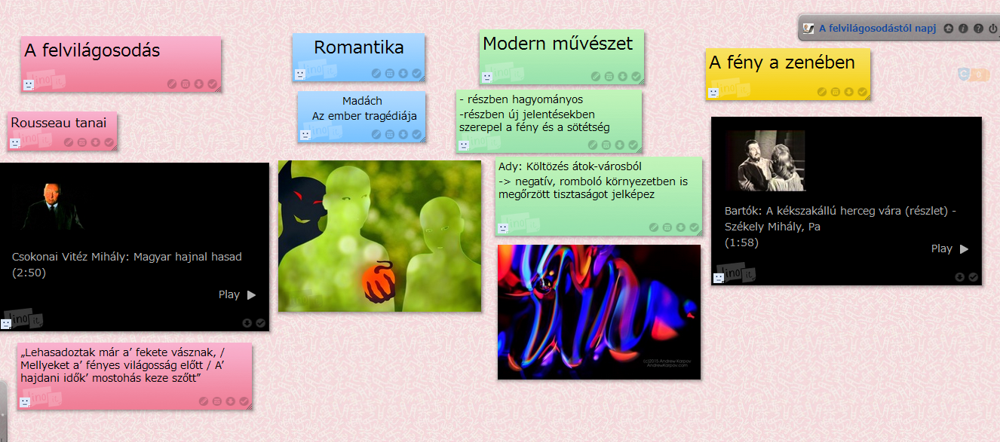 A felvilágosodástól napj
A felvilágosodás
Rousseau tanai
Csokonai Vitéz Mihály: Magyar hajnal hasad
(2:50)
Play
„Lehasadoztak már a’ fekete vásznak, /
Mellyeket a’ fényes világosság előtt / A’
hajdani idők’ mostohás keze szőtt”
Romantika
Madách
Az ember tragédiája
Modern művészet
- részben hagyományos
-részben új jelentésekben
szerepel a fény és a sötétség
Ady: Költözés átok-városból
-> negatív, romboló környezetben is
megőrzött tisztaságot jelképez
(c)2015 Andrew Karpov
AndrewKarpov.com
A fény a zenében
Bartók: A kékszakállú herceg vára (részlet) -
Székely Mihály, Pa
(1:58)
Play
lino it